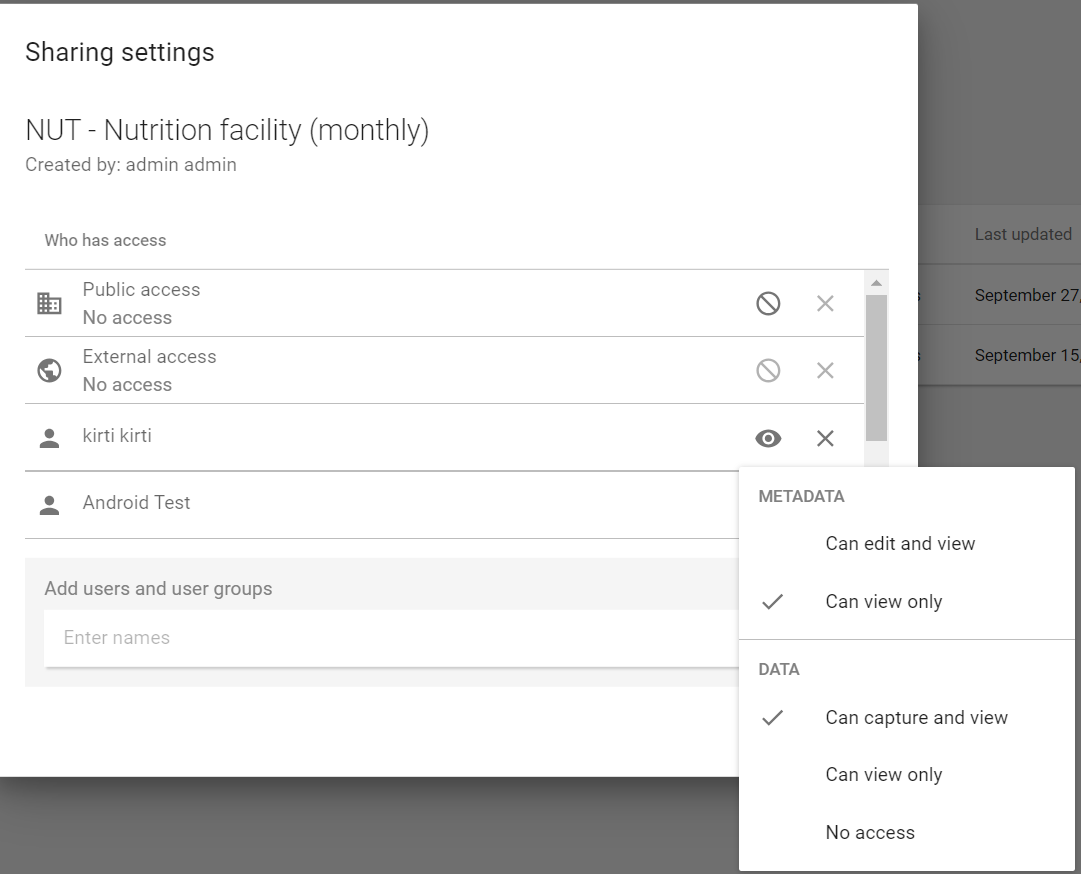 Sharing settings
NUT - Nutrition facility (monthly)
Created by: admin admin
Who has access
Public access
No access
External access
No access
kirti kirti
Android Test
Add users and user groups
Enter names
METADATA
Can edit and view
Can view only
DATA
Can capture and view
Can view only
No access
Last updated
September 27,
September 15,